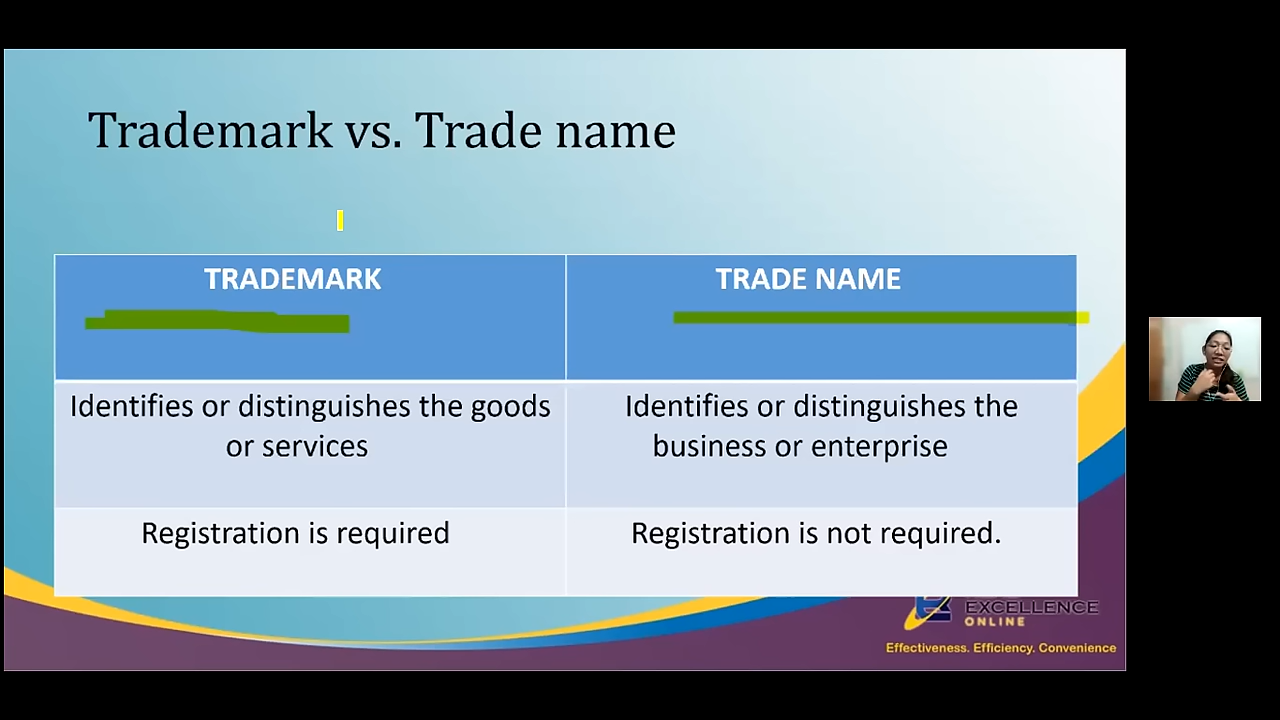 Trademark vs. Trade name
TRADEMARK
TRADE NAME
Identifies or distinguishes the goods
or services
Identifies or distinguishes the
business or enterprise
Registration is required
Registration is not required.
EXCELLENCE
ONLINE
Effectiveness. Efficiency. Convenience